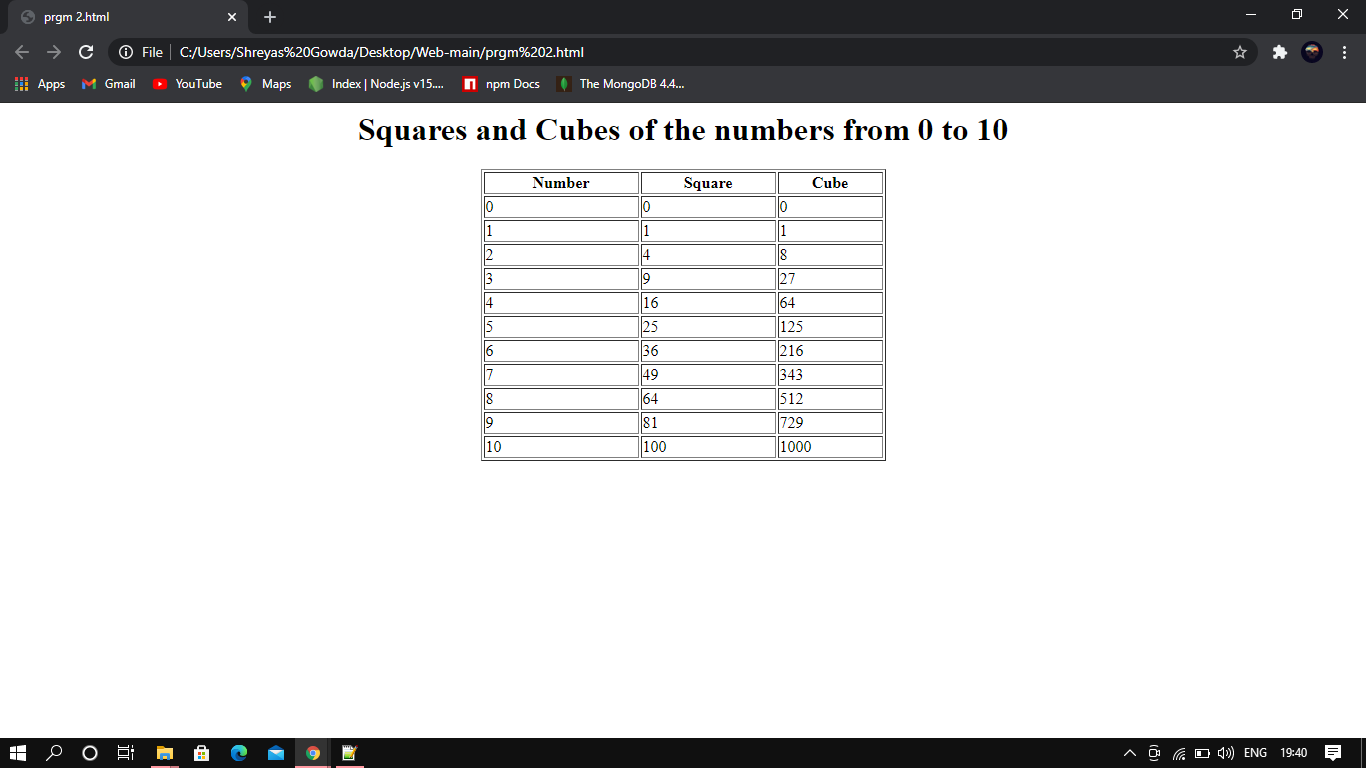 prgm 2.html
File C:/Users/Shreyas%20Gowda/Desktop/Web-main/prgm%202.html
Apps Gmail YouTube Maps Index | Node.js v15.... npm Docs The MongoDB 4.4...
Squares and Cubes of the numbers from 0 to 10
Number Square Cube
0 0 0
1 1 1
2 4 8
3 9 27
4 16 64
5 25 125
6 36 216
7 49 343
8 64 512
9 81 729
10 100 1000
ENG 19:40